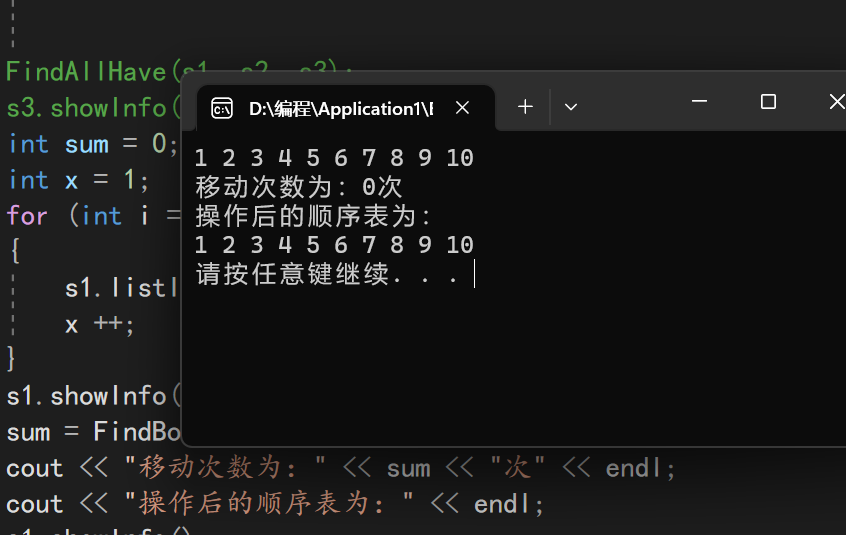 FindAllHave(s1, s2, s3);
s3.showInfo(
int sum = 0;
int x = 1;
for (int i =
{
s1.listI
x ++;
}
s1.showInfo(
sum = FindBo
cout << "移动次数为：" << sum << "次" << endl;
cout << "操作后的顺序表为：" << endl;
s1.showInfo()
D:\编程\Application1\
1 2 3 4 5 6 7 8 9 10
移动次数为：0次
操作后的顺序表为：
1 2 3 4 5 6 7 8 9 10
请按任意键继续. . .